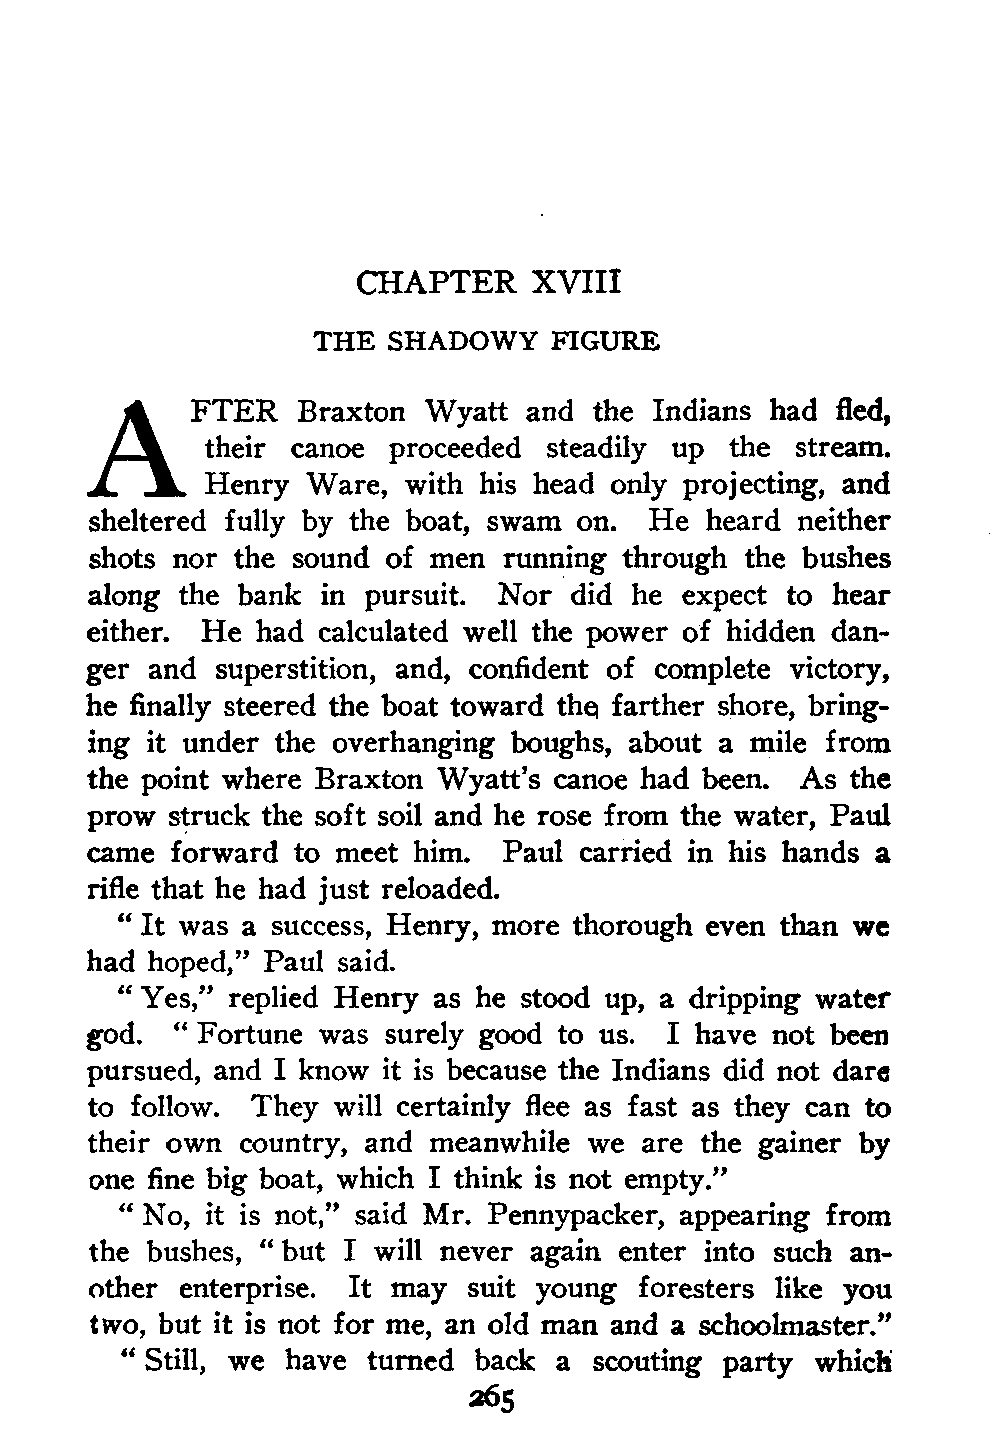 CHAPTER XVIII
THE SHADOWY FIGURE
AFTER Braxton Wyatt and the Indians had fled,
their canoe proceeded steadily up the stream.
Henry Ware, with his head only projecting, and
sheltered fully by the boat, swam on. He heard neither
shots nor the sound of men running through the bushes
along the bank in pursuit. Nor did he expect to hear
either. He had calculated well the power of hidden dan-
ger and superstition, and, confident of complete victory,
he finally steered the boat toward the farther shore, bring-
ing it under the overhanging boughs, about a mile from
the point where Braxton Wyatt's canoe had been. As the
prow struck the soft soil and he rose from the water, Paul
came forward to meet him. Paul carried in his hands a
rifle that he had just reloaded.
“ It was a success, Henry, more thorough even than we
had hoped,” Paul said.
“ Yes,” replied Henry as he stood up, a dripping water
god. “ Fortune was surely good to us. I have not been
pursued, and I know it is because the Indians did not dare
to follow. They will certainly flee as fast as they can to
their own country, and meanwhile we are the gainer by
one fine big boat, which I think is not empty.”
“ No, it is not,” said Mr. Pennypacker, appearing from
the bushes, “ but I will never again enter into such an-
other enterprise. It may suit young foresters like you
two, but it is not for me, an old man and a schoolmaster.”
“ Still, we have turned back a scouting party which
265